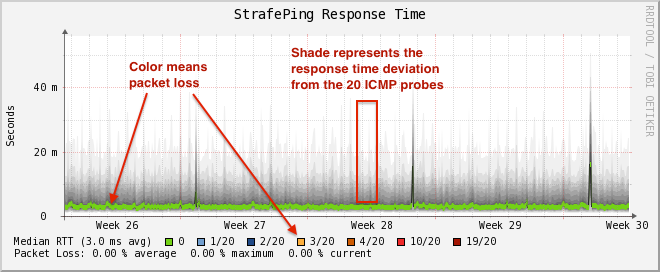 StrafePing Response Time
RRDTOOL / TOBI OETIKER
Color means
packet loss
Shade represents the
response time deviation
from the 20 ICMP probes
Seconds
40 m
20 m
0
Week 26 Week 27 Week 28 Week 29 Week 30
Median RTT (3.0 ms avg) 0 1/20 2/20 3/20 4/20 10/20 19/20
Packet Loss: 0.00 % average 0.00 % maximum 0.00 % current